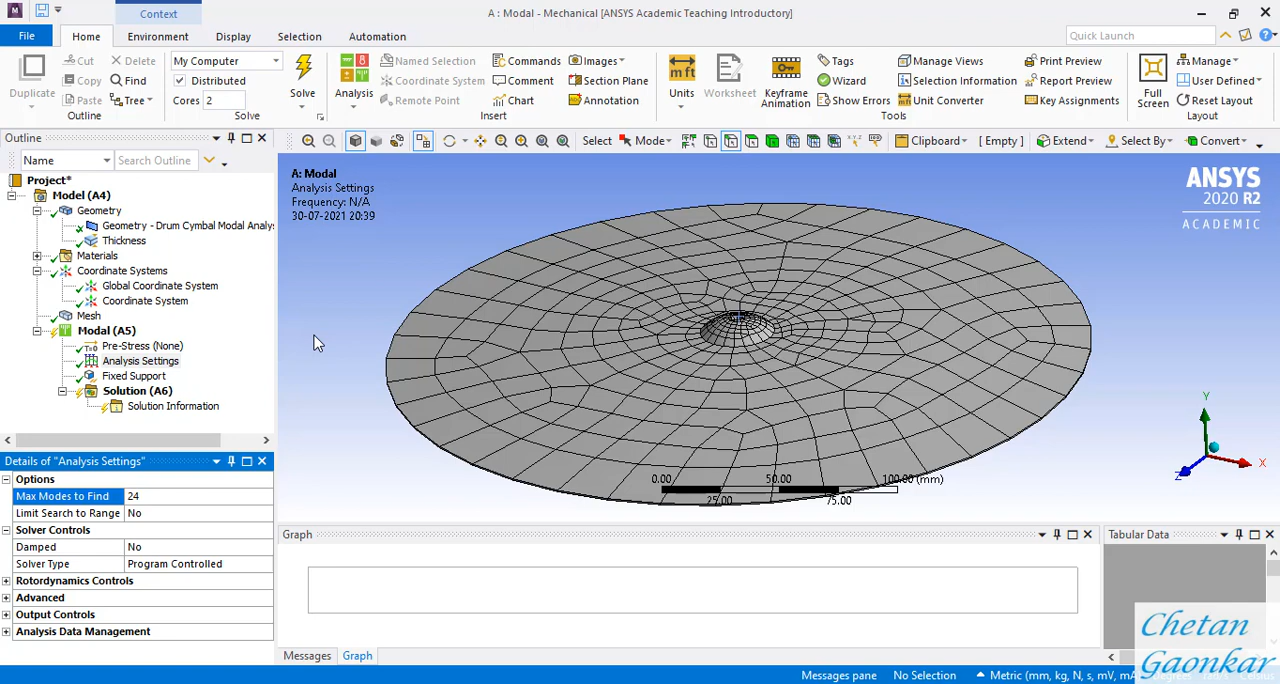 Context
A : Modal - Mechanical [ANSYS Academic Teaching Introductory]
File Home Environment Display Selection Automation
Quick Launch
Duplicate
Cut Delete
Copy Find
Paste Tree
Outline
My Computer
Distributed
Cores 2
Solve
Solve
Analysis
Named Selection Commands Images
Coordinate System Comment Section Plane
Remote Point Chart Annotation
Insert
Units
Worksheet
Keyframe Animation
Tags
Wizard
Show Errors
Manage Views
Selection Information
Unit Converter
Print Preview
Report Preview
Key Assignments
Tools
Full Screen
Manage
User Defined
Reset Layout
Layout
Outline
Select Mode Clipboard [ Empty ] Extend Select By Convert
Name Search Outline
Project*
Model (A4)
Geometry
Geometry - Drum Cymbal Modal Analys
Thickness
Materials
Coordinate Systems
Global Coordinate System
Coordinate System
Mesh
Modal (A5)
Pre-Stress (None)
Analysis Settings
Fixed Support
Solution (A6)
Solution Information
A: Modal
Analysis Settings
Frequency: N/A
30-07-2021 20:39
ANSYS
2020 R2
ACADEMIC
Y
X
Z
0.00 50.00 100.00 (mm)
25.00 75.00
Details of "Analysis Settings"
Options
Max Modes to Find 24
Limit Search to Range No
Solver Controls
Damped No
Solver Type Program Controlled
Rotordynamics Controls
Advanced
Output Controls
Analysis Data Management
Graph
Tabular Data
Messages Graph
Messages pane No Selection Metric (mm, kg, N, s, mV, mA
Chetan
Gaonkar